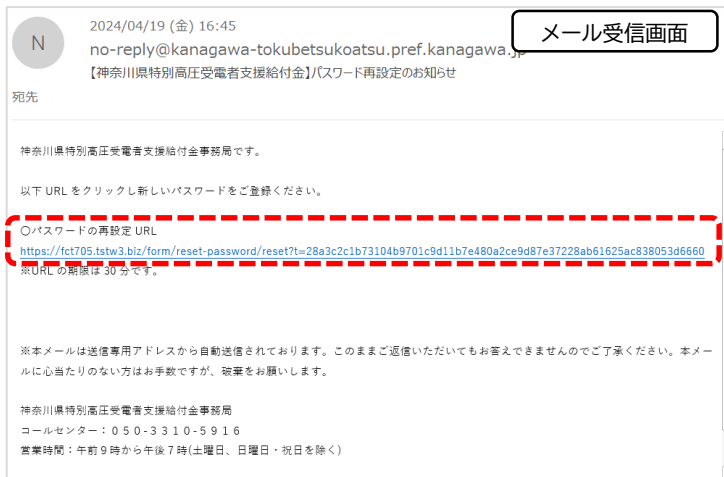 N
2024/04/19 (金) 16:45
メール受信画面
no-reply@kanagawa-tokubetsukoatsu.pref.kanagawa.jp
【神奈川県特別高圧受電者支援給付金】パスワード再設定のお知らせ
宛先
神奈川県特別高圧受電者支援給付金事務局です。
以下 URL をクリックし新しいパスワードをご登録ください。
〇パスワードの再設定 URL
https://fct705.tstw3.biz/form/reset-password/reset?t=28a3c2c1b73104b9701c9d11b7e480a2ce9d87e37228ab61625ac838053d6660
※URL の期限は 30 分です。
※本メールは送信専用アドレスから自動送信されております。このままご返信いただいてもお答えできませんのでご了承ください。本メー
ルに心当たりのない方はお手数ですが、破棄をお願いします。
神奈川県特別高圧受電者支援給付金事務局
コールセンター：０５０-３３１０-５９１６
営業時間：午前９時から午後７時(土曜日、日曜日・祝日を除く)